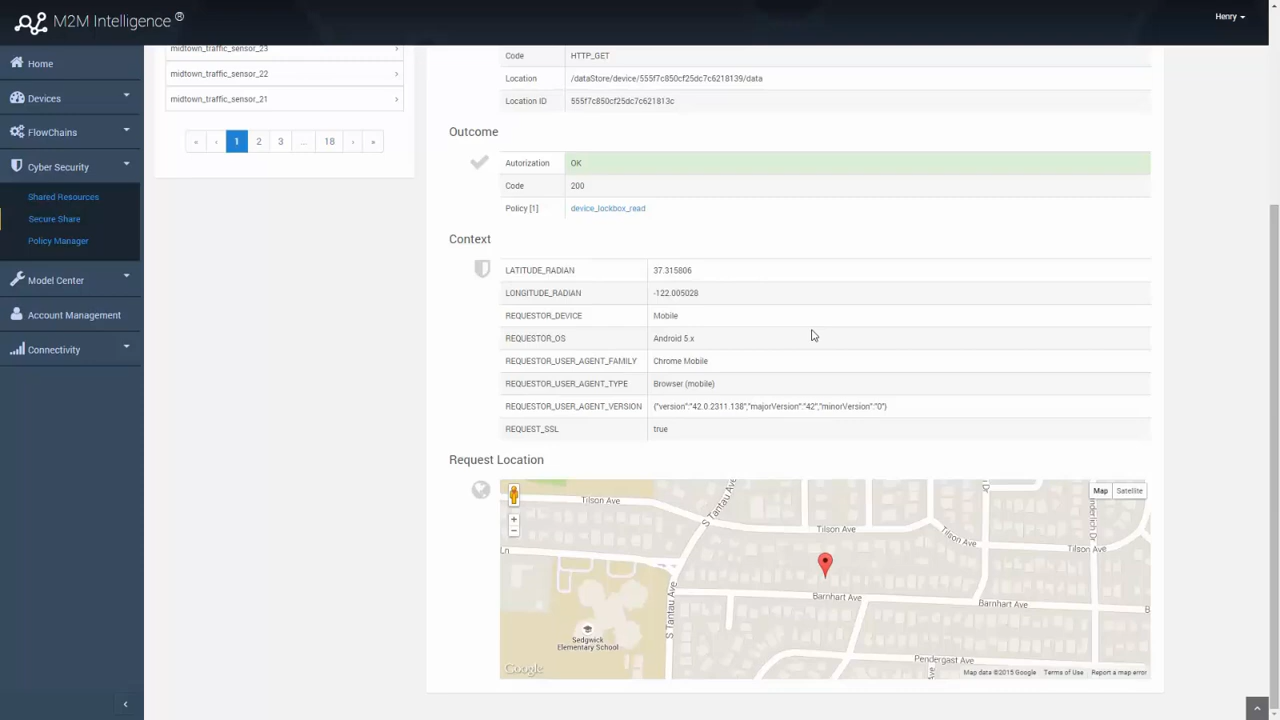 M2M Intelligence ®
Henry
Home
Devices
FlowChains
Cyber Security
Shared Resources
Secure Share
Policy Manager
Model Center
Account Management
Connectivity
midtown_traffic_sensor_23
midtown_traffic_sensor_22
midtown_traffic_sensor_21
« ‹ 1 2 3 ... 18 › »
Code HTTP_GET
Location /dataStore/device/555f7c850cf25dc7c6218139/data
Location ID 555f7c850cf25dc7c621813c
Outcome
Autorization OK
Code 200
Policy [1] device_lockbox_read
Context
LATITUDE_RADIAN 37.315806
LONGITUDE_RADIAN -122.005028
REQUESTOR_DEVICE Mobile
REQUESTOR_OS Android 5.x
REQUESTOR_USER_AGENT_FAMILY Chrome Mobile
REQUESTOR_USER_AGENT_TYPE Browser (mobile)
REQUESTOR_USER_AGENT_VERSION {"version":"42.0.2311.138","majorVersion":"42","minorVersion":"0"}
REQUEST_SSL true
Request Location
Map Satellite
Tilson Ave
S Tantau Ave
Tilson Ave
Tilson Ave
Tilson Ave
Ln
Barnhart Ave
Barnhart Ave
S Tantau Ave
Sedgwick
Elementary School
Pendergast Ave
Google
Map data ©2015 Google Terms of Use Report a map error